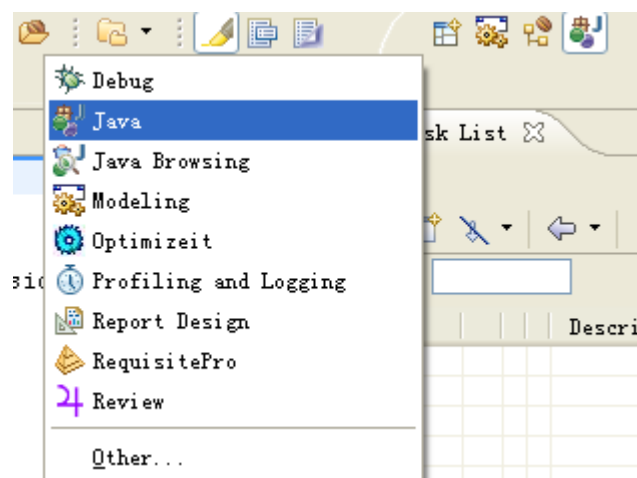 Debug
Java
sk List
Java Browsing
Modeling
Optimizeit
Profiling and Logging
Report Design
Descri
RequisitePro
Review
Other...